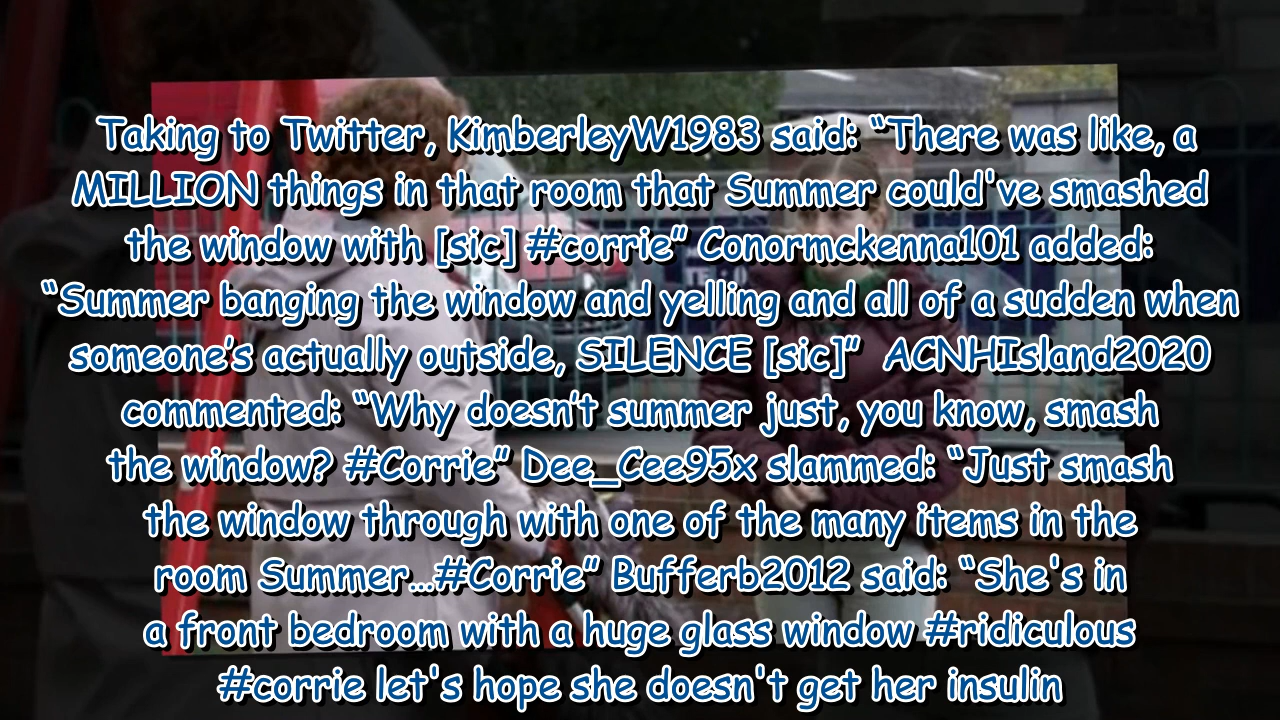 Taking to Twitter, KimberleyW1983 said: “There was like, a
MILLION things in that room that Summer could've smashed
the window with [sic] #corrie” Conormckenna101 added:
“Summer banging the window and yelling and all of a sudden when
someone’s actually outside, SILENCE [sic]”  ACNHIsland2020
commented: “Why doesn’t summer just, you know, smash
the window? #Corrie” Dee_Cee95x slammed: “Just smash
the window through with one of the many items in the
room Summer...#Corrie” Bufferb2012 said: “She's in
a front bedroom with a huge glass window #ridiculous
#corrie let's hope she doesn't get her insulin